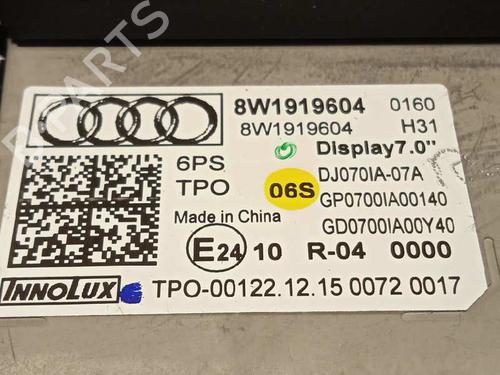 B-PARTS
8W1919604 0160
8W1919604 H31
Display7.0"
6PS
TPO
06S
DJ070IA-07A
GP0700IA00140
GD0700IA00Y40
Made in China
E24 10 R-04 0000
INNOLUX TPO-00122.12.15 0072 0017